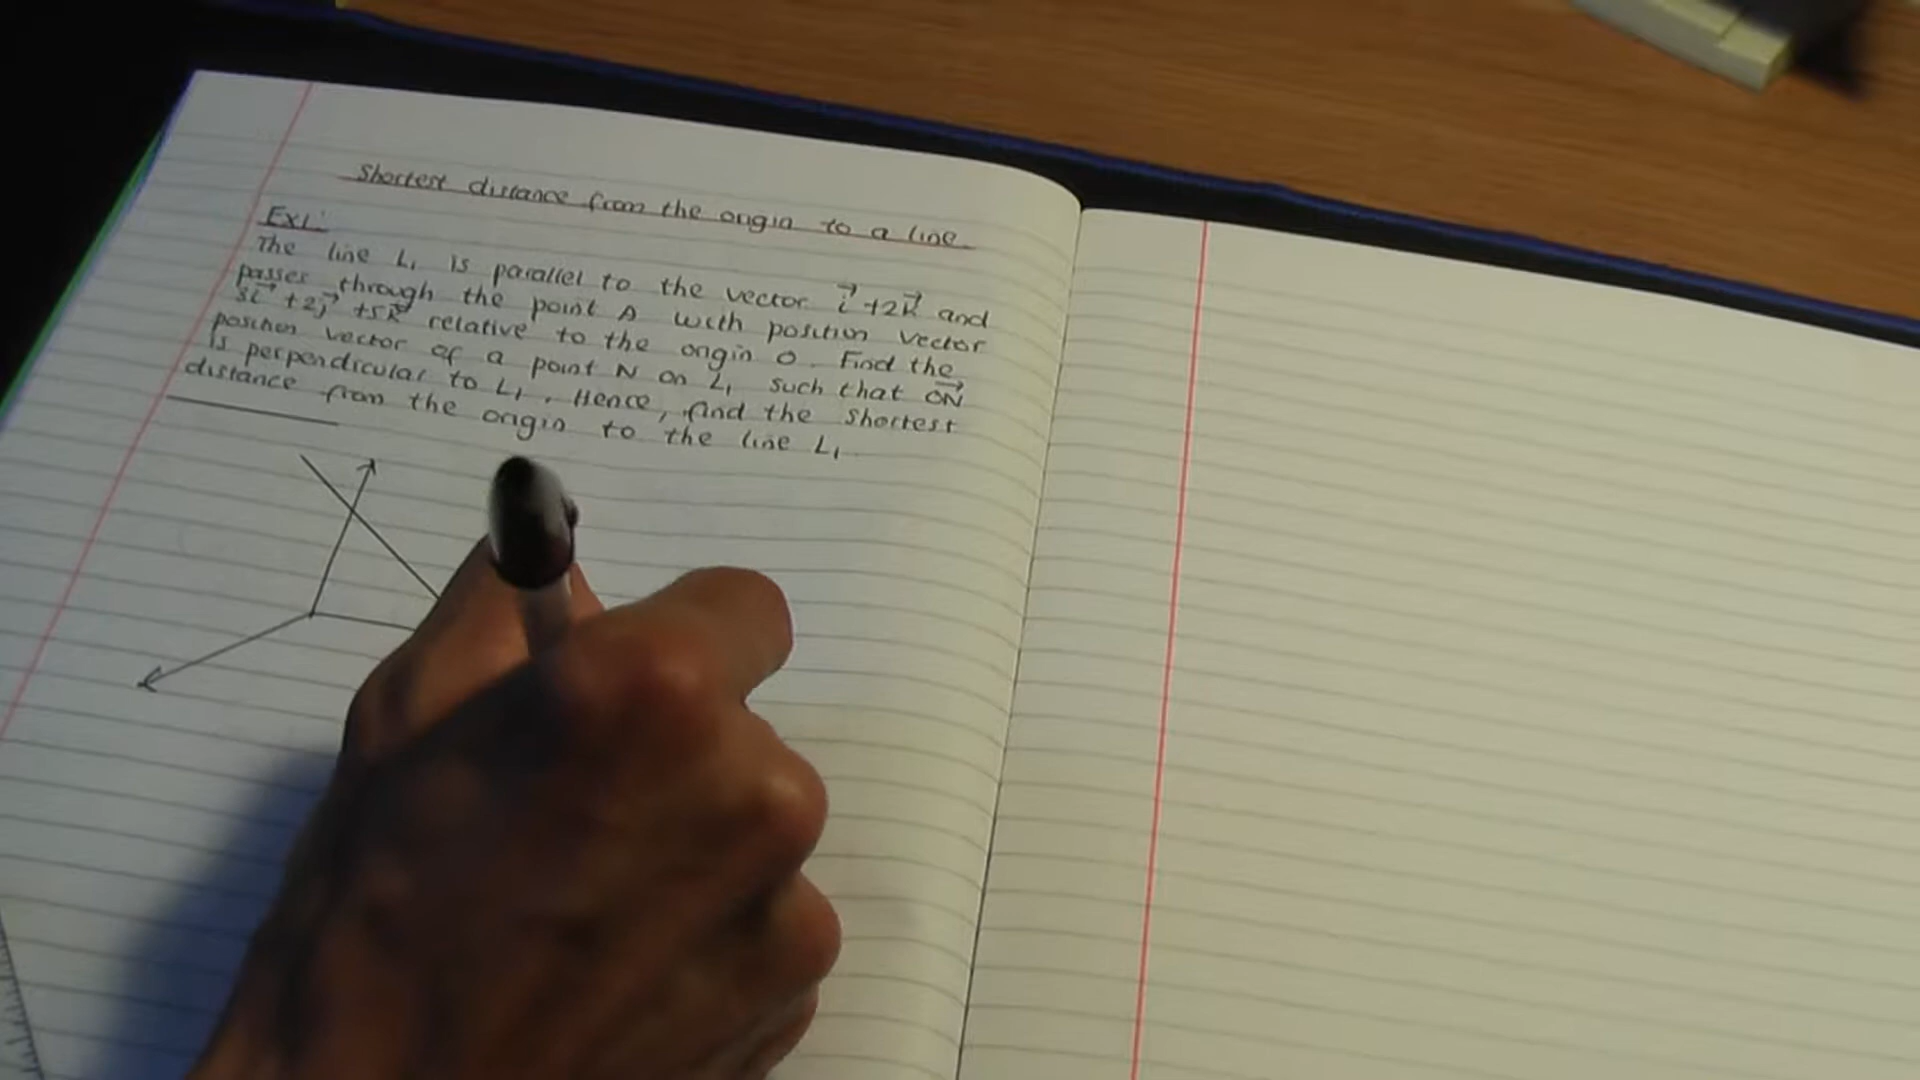 Shortest distance from the origin to a line
Ex1:
The line L₁ is parallel to the vector i⃗ + 2k⃗ and
passes through the point A with position vector
3i⃗ + 2j⃗ + 5k⃗ relative to the origin O. Find the
position vector of a point N on L₁ such that O⃗N⃗
is perpendicular to L₁. Hence, find the shortest
distance from the origin to the line L₁